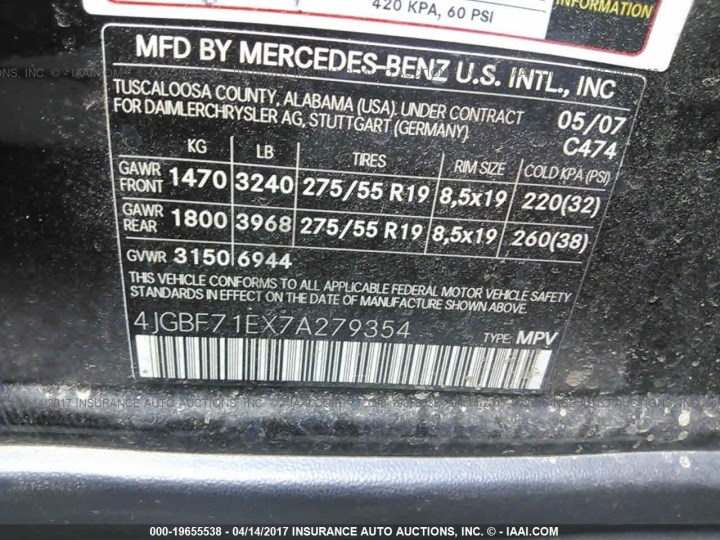 420 KPA, 60 PSI
INFORMATION
MFD BY MERCEDES-BENZ U.S. INTL., INC
TUSCALOOSA COUNTY, ALABAMA (USA). UNDER CONTRACT
FOR DAIMLERCHRYSLER AG, STUTTGART (GERMANY)
05/07
C474
KG LB TIRES RIM SIZE COLD KPA (PSI)
GAWR FRONT 1470 3240 275/55 R19 8,5x19 220(32)
GAWR REAR 1800 3968 275/55 R19 8,5x19 260(38)
GVWR 3150 6944
THIS VEHICLE CONFORMS TO ALL APPLICABLE FEDERAL MOTOR VEHICLE SAFETY
STANDARDS IN EFFECT ON THE DATE OF MANUFACTURE SHOWN ABOVE.
4JGBF71EX7A279354
TYPE: MPV
000-19655538 - 04/14/2017 INSURANCE AUTO AUCTIONS, INC. - © IAAI.COM